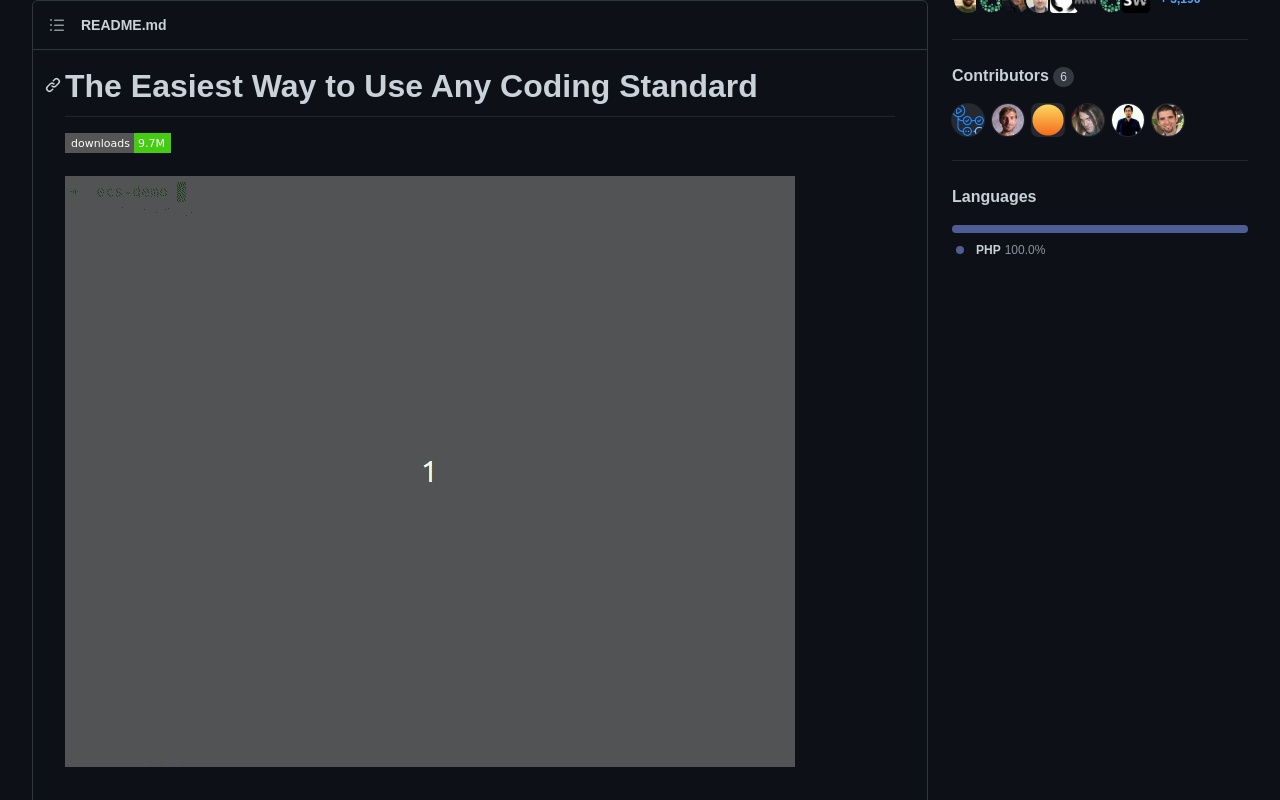 README.md
The Easiest Way to Use Any Coding Standard
downloads 9.7M
→ ecs-demo
1
Contributors 6
Languages
PHP 100.0%